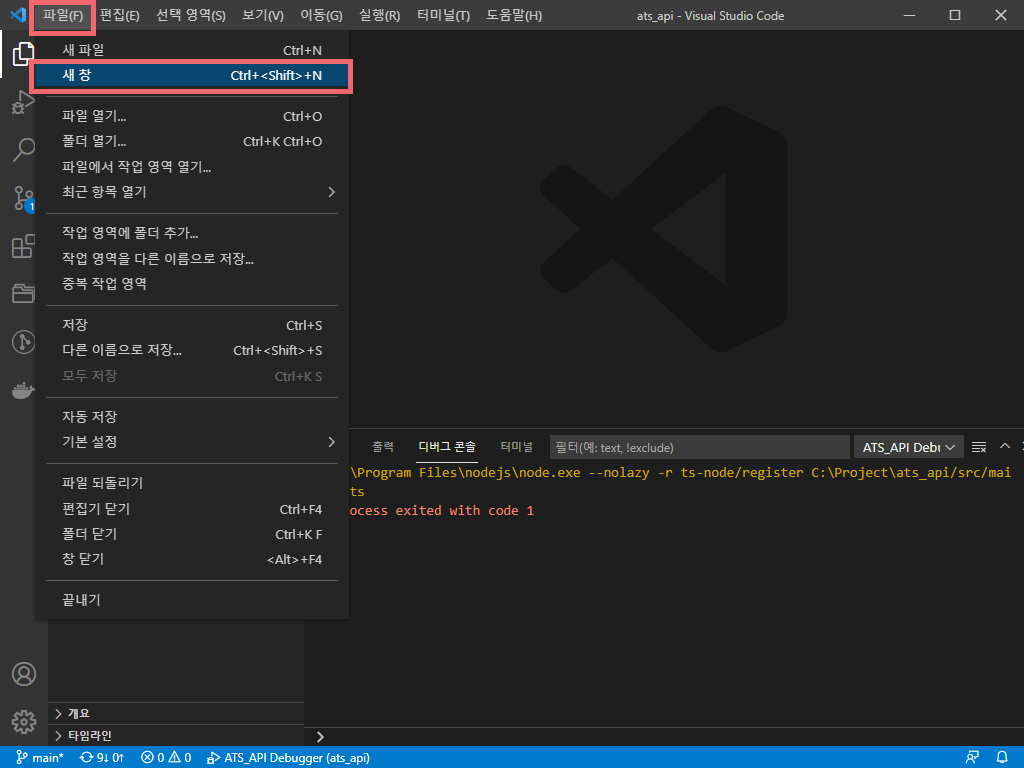 파일(F) 편집(E) 선택 영역(S) 보기(V) 이동(G) 실행(R) 터미널(T) 도움말(H) ats_api - Visual Studio Code
새 파일 Ctrl+N
새 창 Ctrl+<Shift>+N
파일 열기... Ctrl+O
폴더 열기... Ctrl+K Ctrl+O
파일에서 작업 영역 열기...
최근 항목 열기
작업 영역에 폴더 추가...
작업 영역을 다른 이름으로 저장...
중복 작업 영역
저장 Ctrl+S
다른 이름으로 저장... Ctrl+<Shift>+S
모두 저장 Ctrl+K S
자동 저장
기본 설정
파일 되돌리기
편집기 닫기 Ctrl+F4
폴더 닫기 Ctrl+K F
창 닫기 <Alt>+F4
끝내기
1
출력 디버그 콘솔 터미널 필터(예: text, !exclude) ATS_API Debu
\Program Files\nodejs\node.exe --nolazy -r ts-node/register C:\Project\ats_api/src/mai
ts
ocess exited with code 1
개요
타임라인
main* 9↓ 0↑ 0 0 ATS_API Debugger (ats_api)